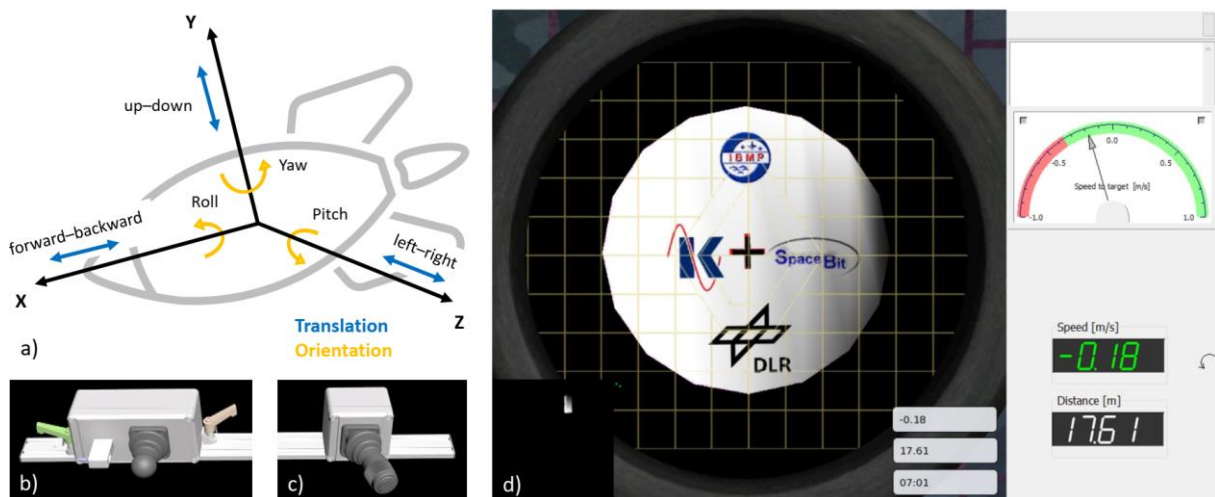 Y
up–down
Yaw
Roll
Pitch
forward–backward
left–right
X
Z
Translation
Orientation
a)
b)
c)
d)
IBMP
K
+
SpaceBit
DLR
-0.18
17.61
07:01
-1.0
-0.5
0.0
0.5
1.0
Speed to target [m/s]
Speed [m/s]
-0.18
Distance [m]
17.61